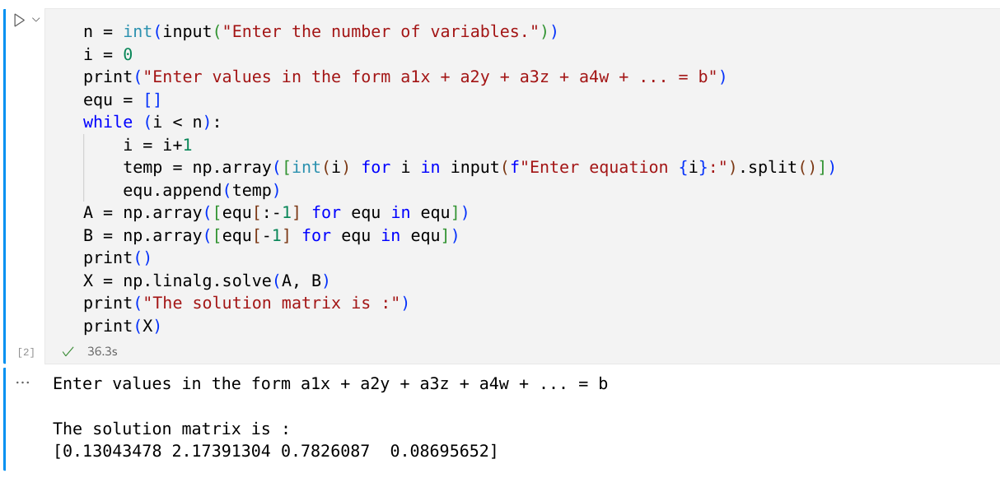 n = int(input("Enter the number of variables."))
i = 0
print("Enter values in the form a1x + a2y + a3z + a4w + ... = b")
equ = []
while (i < n):
    i = i+1
    temp = np.array([int(i) for i in input(f"Enter equation {i}:").split()])
    equ.append(temp)
A = np.array([equ[:-1] for equ in equ])
B = np.array([equ[-1] for equ in equ])
print()
X = np.linalg.solve(A, B)
print("The solution matrix is :")
print(X)
[2] 36.3s
... Enter values in the form a1x + a2y + a3z + a4w + ... = b
The solution matrix is :
[0.13043478 2.17391304 0.7826087  0.08695652]